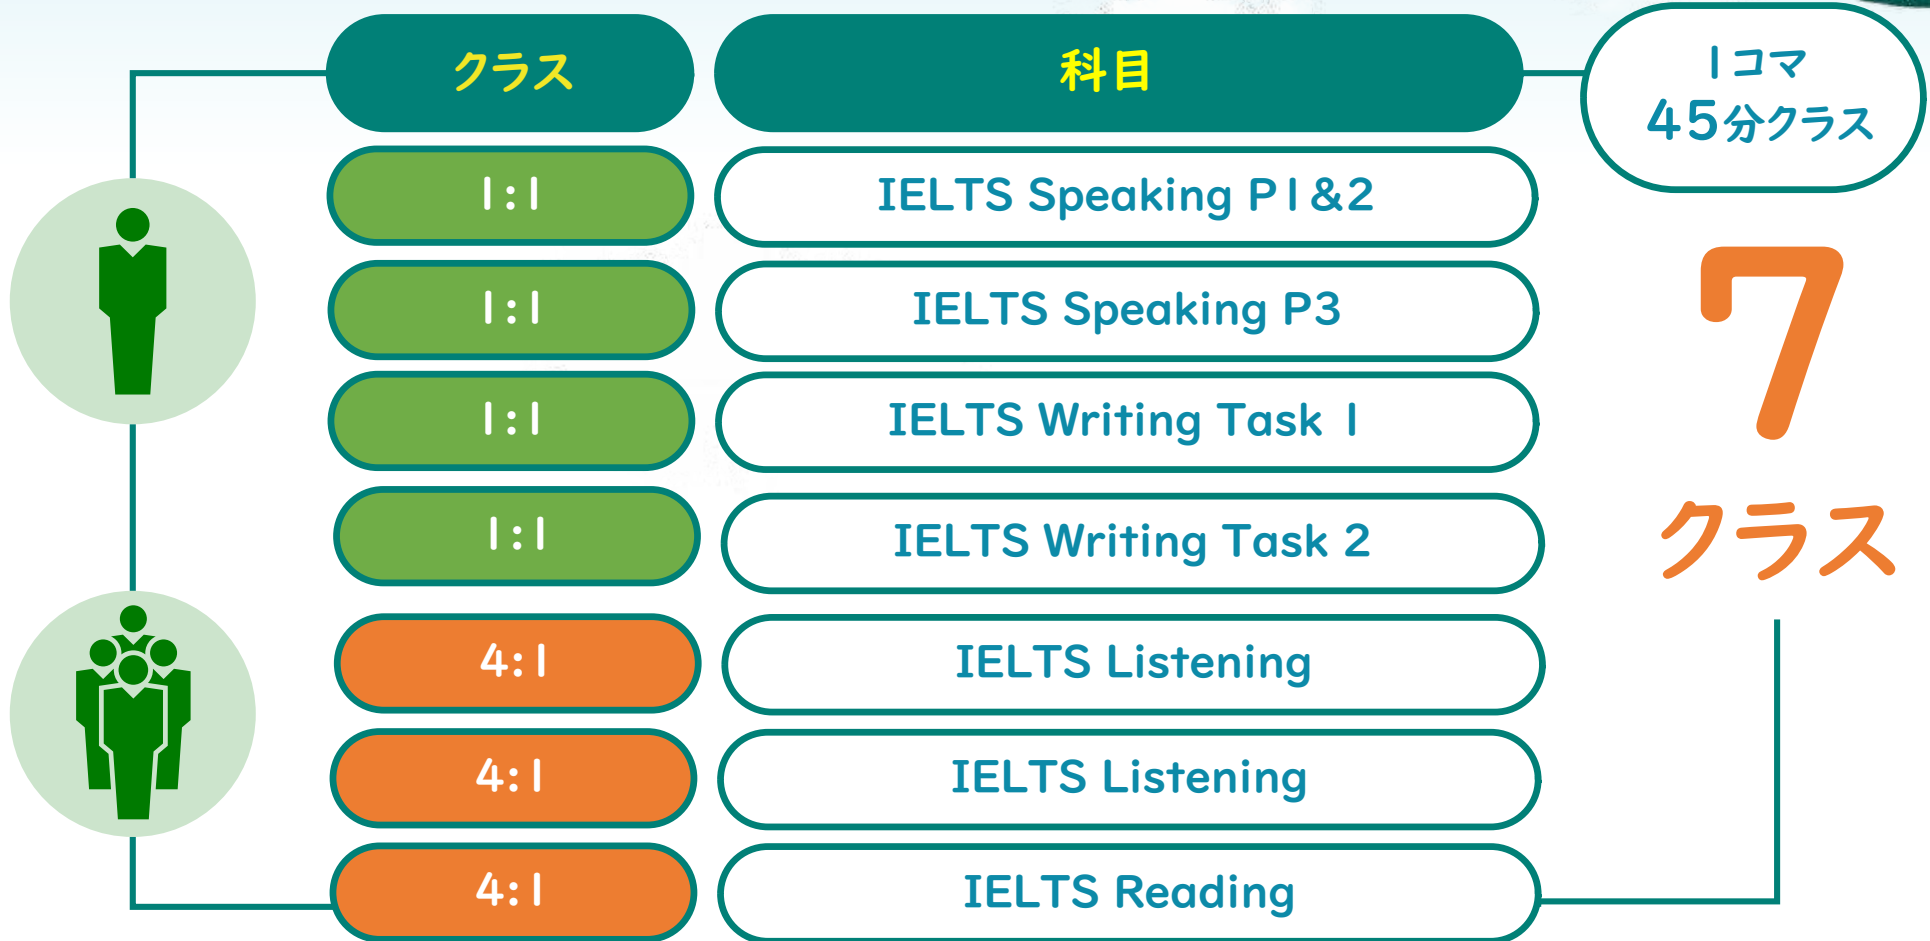 クラス 科目
1コマ
45分クラス
1:1 IELTS Speaking P1&2
1:1 IELTS Speaking P3
1:1 IELTS Writing Task 1
1:1 IELTS Writing Task 2
4:1 IELTS Listening
4:1 IELTS Listening
4:1 IELTS Reading
7
クラス